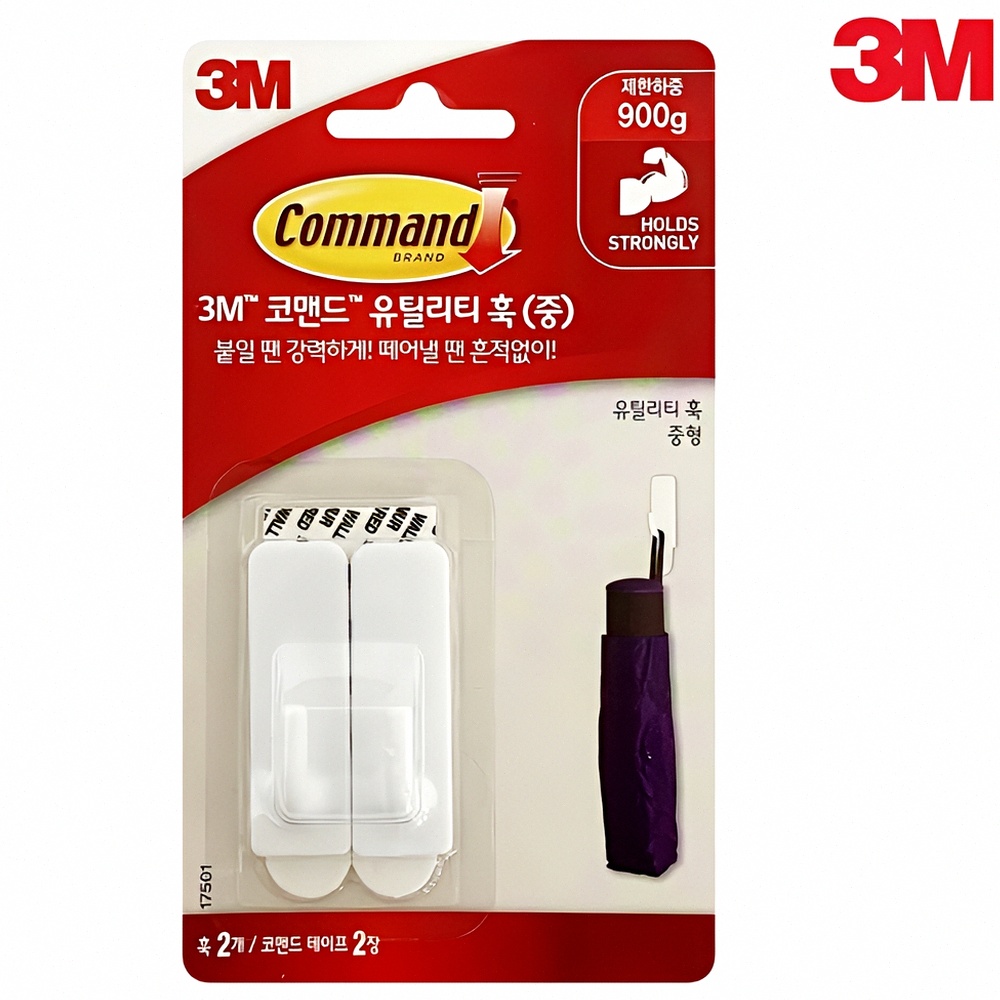 3M
3M
제한하중
900g
HOLDS
STRONGLY
Command
BRAND
3M™ 코맨드™ 유틸리티 훅 (중)
붙일 땐 강력하게! 떼어낼 땐 흔적없이!
유틸리티 훅
중형
17501
훅 2개 / 코맨드 테이프 2장